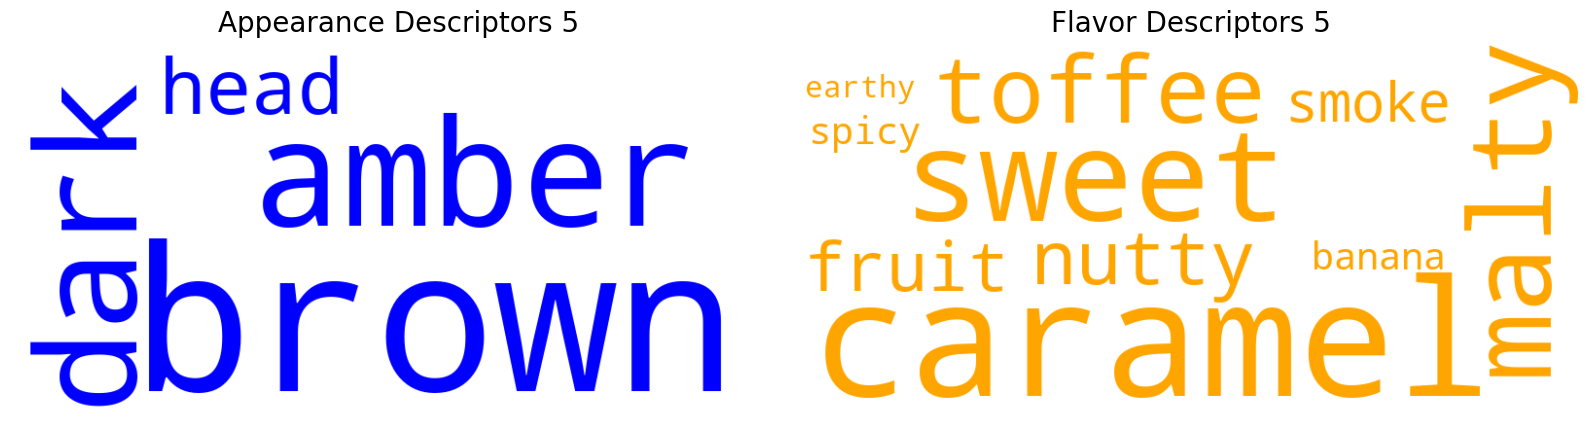 Appearance Descriptors 5
head
dark
amber
brown
Flavor Descriptors 5
earthy
toffee
smoke
spicy
sweet
malty
fruit
nutty
banana
caramel